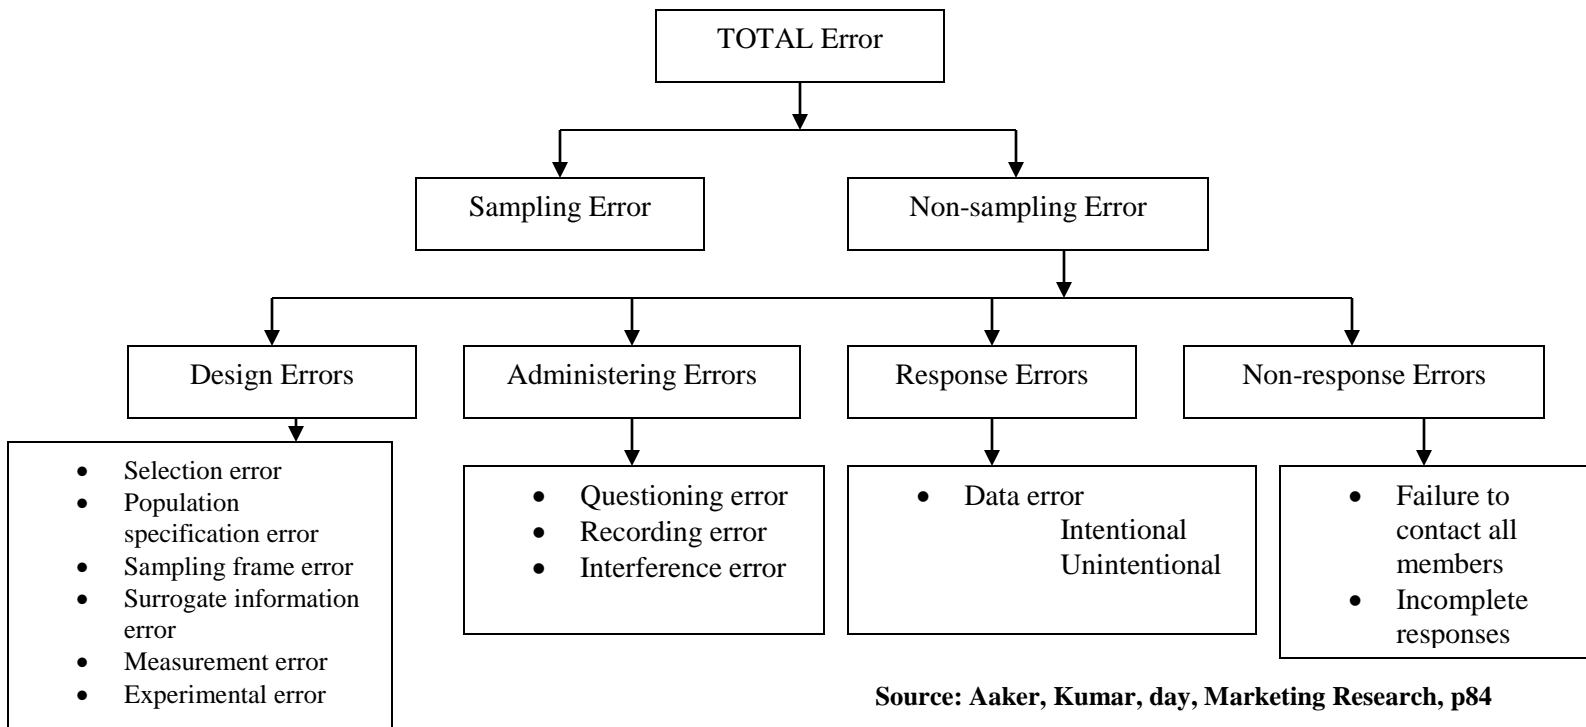 TOTAL Error
Sampling Error
Non-sampling Error
Design Errors
Administering Errors
Response Errors
Non-response Errors
• Selection error
• Population
specification error
• Sampling frame error
• Surrogate information
error
• Measurement error
• Experimental error
• Questioning error
• Recording error
• Interference error
• Data error
Intentional
Unintentional
• Failure to
contact all
members
• Incomplete
responses
Source: Aaker, Kumar, day, Marketing Research, p84